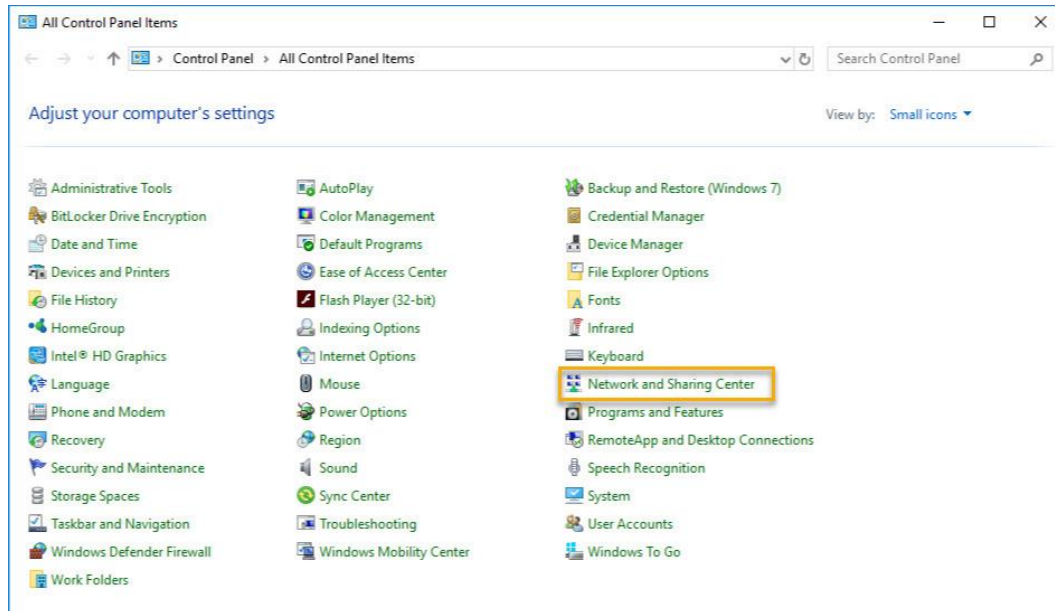 All Control Panel Items
Control Panel > All Control Panel Items
Search Control Panel
Adjust your computer's settings
View by: Small icons
Administrative Tools
AutoPlay
Backup and Restore (Windows 7)
BitLocker Drive Encryption
Color Management
Credential Manager
Date and Time
Default Programs
Device Manager
Devices and Printers
Ease of Access Center
File Explorer Options
File History
Flash Player (32-bit)
Fonts
HomeGroup
Indexing Options
Infrared
Intel® HD Graphics
Internet Options
Keyboard
Language
Mouse
Network and Sharing Center
Phone and Modem
Power Options
Programs and Features
Recovery
Region
RemoteApp and Desktop Connections
Security and Maintenance
Sound
Speech Recognition
Storage Spaces
Sync Center
System
Taskbar and Navigation
Troubleshooting
User Accounts
Windows Defender Firewall
Windows Mobility Center
Windows To Go
Work Folders